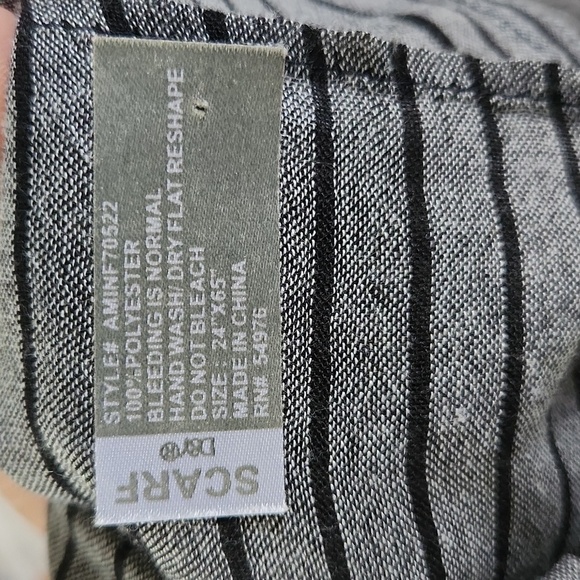 SCARF
D&Y®
STYLE# AMINF70522
100% POLYESTER
BLEEDING IS NORMAL
HAND WASH/ DRY FLAT RESHAPE
DO NOT BLEACH
SIZE: 24"X65"
MADE IN CHINA
RN# 54976